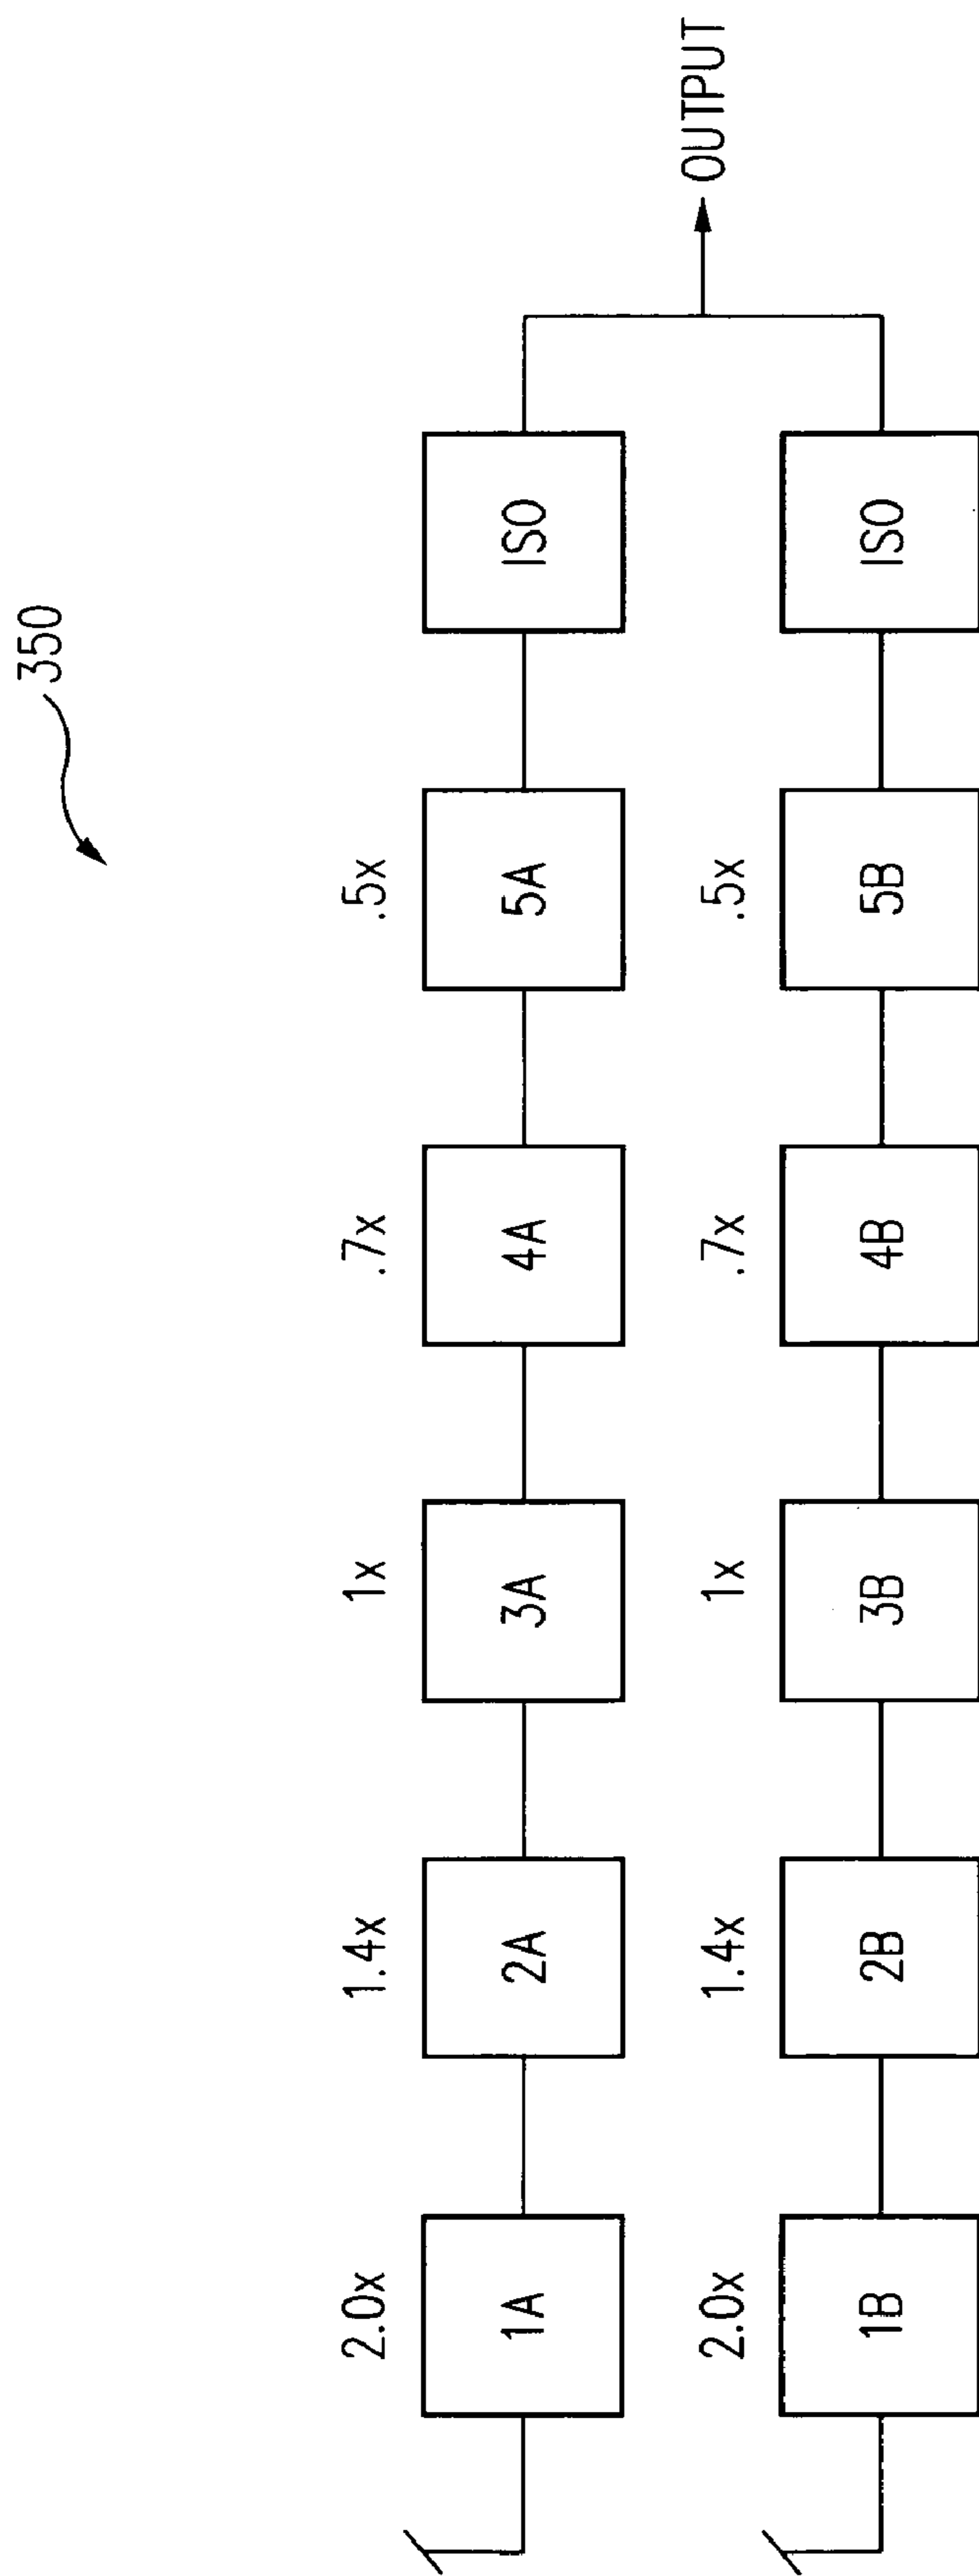 350
2.0x
1.4x
1x
.7x
.5x
1A
2A
3A
4A
5A
ISO
OUTPUT
2.0x
1.4x
1x
.7x
.5x
1B
2B
3B
4B
5B
ISO